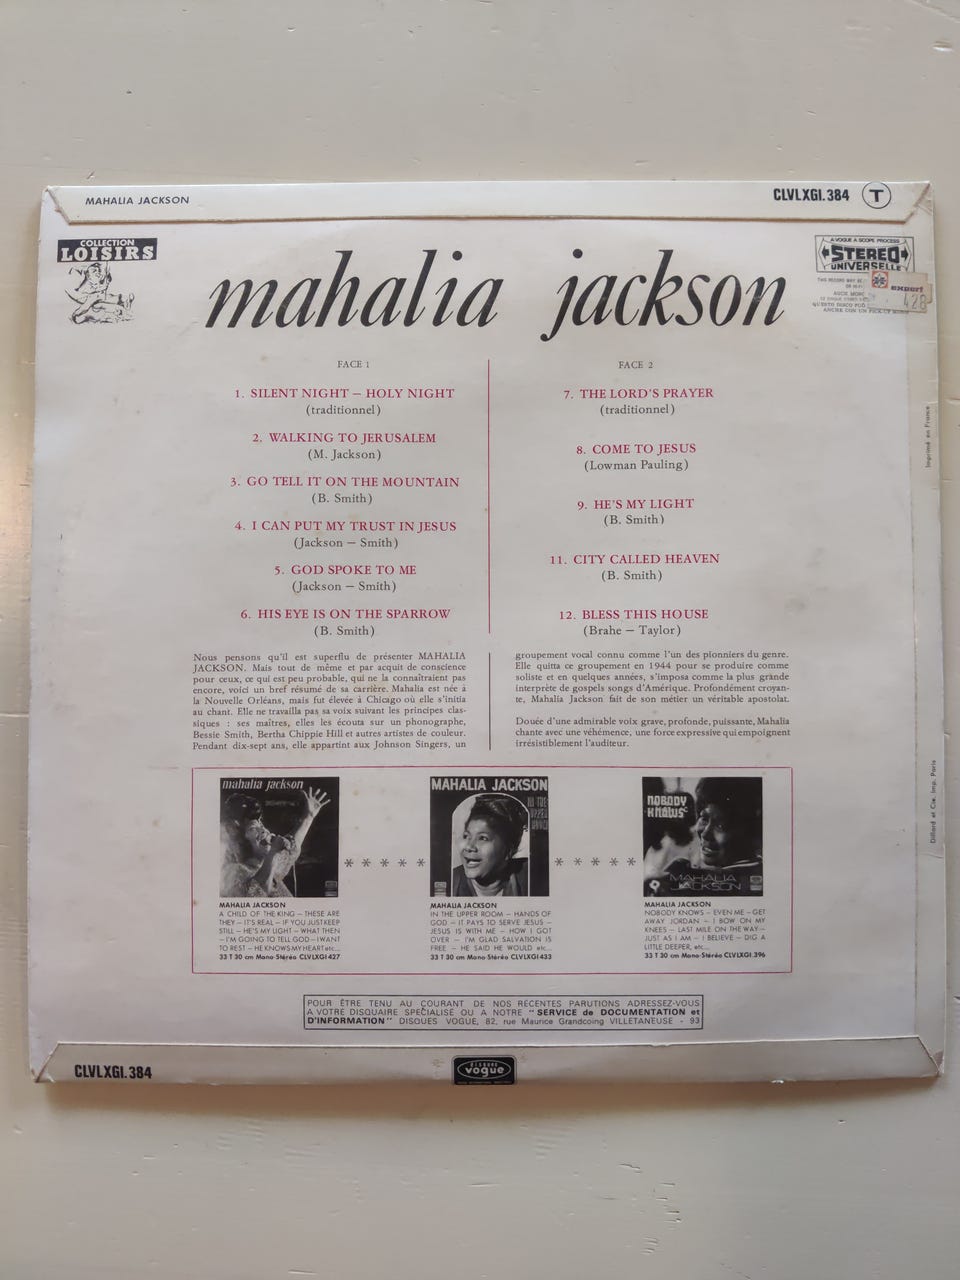 MAHALIA JACKSON
CLVLXGI.384
T
COLLECTION
LOISIRS
A VOGUE A SCOPE PROCESS
STEREO
UNIVERSELLE
THIS RECORD MAY BE
expert
428
mahalia jackson
FACE 1
1. SILENT NIGHT – HOLY NIGHT
(traditionnel)
2. WALKING TO JERUSALEM
(M. Jackson)
3. GO TELL IT ON THE MOUNTAIN
(B. Smith)
4. I CAN PUT MY TRUST IN JESUS
(Jackson – Smith)
5. GOD SPOKE TO ME
(Jackson – Smith)
6. HIS EYE IS ON THE SPARROW
(B. Smith)
FACE 2
7. THE LORD'S PRAYER
(traditionnel)
8. COME TO JESUS
(Lowman Pauling)
9. HE'S MY LIGHT
(B. Smith)
11. CITY CALLED HEAVEN
(B. Smith)
12. BLESS THIS HOUSE
(Brahe – Taylor)
Nous pensons qu'il est superflu de présenter MAHALIA
JACKSON. Mais tout de même et par acquit de conscience
pour ceux, ce qui est peu probable, qui ne la connaîtraient pas
encore, voici un bref résumé de sa carrière. Mahalia est née à
la Nouvelle Orléans, mais fut élevée à Chicago où elle s'initia
au chant. Elle ne travailla pas sa voix suivant les principes clas-
siques : ses maîtres, elles les écouta sur un phonographe,
Bessie Smith, Bertha Chippie Hill et autres artistes de couleur.
Pendant dix-sept ans, elle appartint aux Johnson Singers, un
groupement vocal connu comme l'un des pionniers du genre.
Elle quitta ce groupement en 1944 pour se produire comme
soliste et en quelques années, s'imposa comme la plus grande
interprète de gospels songs d'Amérique. Profondément croyan-
te, Mahalia Jackson fait de son métier un véritable apostolat.
Douée d'une admirable voix grave, profonde, puissante, Mahalia
chante avec une véhémence, une force expressive qui empoignent
irrésistiblement l'auditeur.
Imprimé en France
Dillard et Cie. Imp. Paris
mahalia jackson
MAHALIA JACKSON
IN THE
UPPER
ROOM
NOBODY
KNOWS
MAHALIA
JACKSON
MAHALIA JACKSON
A CHILD OF THE KING – THESE ARE
THEY – IT'S REAL – IF YOU JUST KEEP
STILL – HE'S MY LIGHT – WHAT THEN
– I'M GOING TO TELL GOD – I WANT
TO REST – HE KNOWS MY HEART etc...
33 T 30 cm Mono-Stéréo CLVLXGI 427
MAHALIA JACKSON
IN THE UPPER ROOM – HANDS OF
GOD – IT PAYS TO SERVE JESUS –
JESUS IS WITH ME – HOW I GOT
OVER – I'M GLAD SALVATION IS
FREE – HE SAID HE WOULD etc...
33 T 30 cm Mono-Stéréo CLVLXGI 433
MAHALIA JACKSON
NOBODY KNOWS – EVEN ME – GET
AWAY JORDAN – I BOW ON MY
KNEES – LAST MILE ON THE WAY –
JUST AS I AM – I BELIEVE – DIG A
LITTLE DEEPER, etc...
33 T 30 cm Mono-Stéréo CLVLXGI.396
POUR ÊTRE TENU AU COURANT DE NOS RÉCENTES PARUTIONS ADRESSEZ-VOUS
A VOTRE DISQUAIRE SPÉCIALISÉ OU A NOTRE "SERVICE de DOCUMENTATION et
D'INFORMATION" DISQUES VOGUE, 82, rue Maurice Grandcoing VILLETANEUSE - 93
CLVLXGI.384
disques
vogue